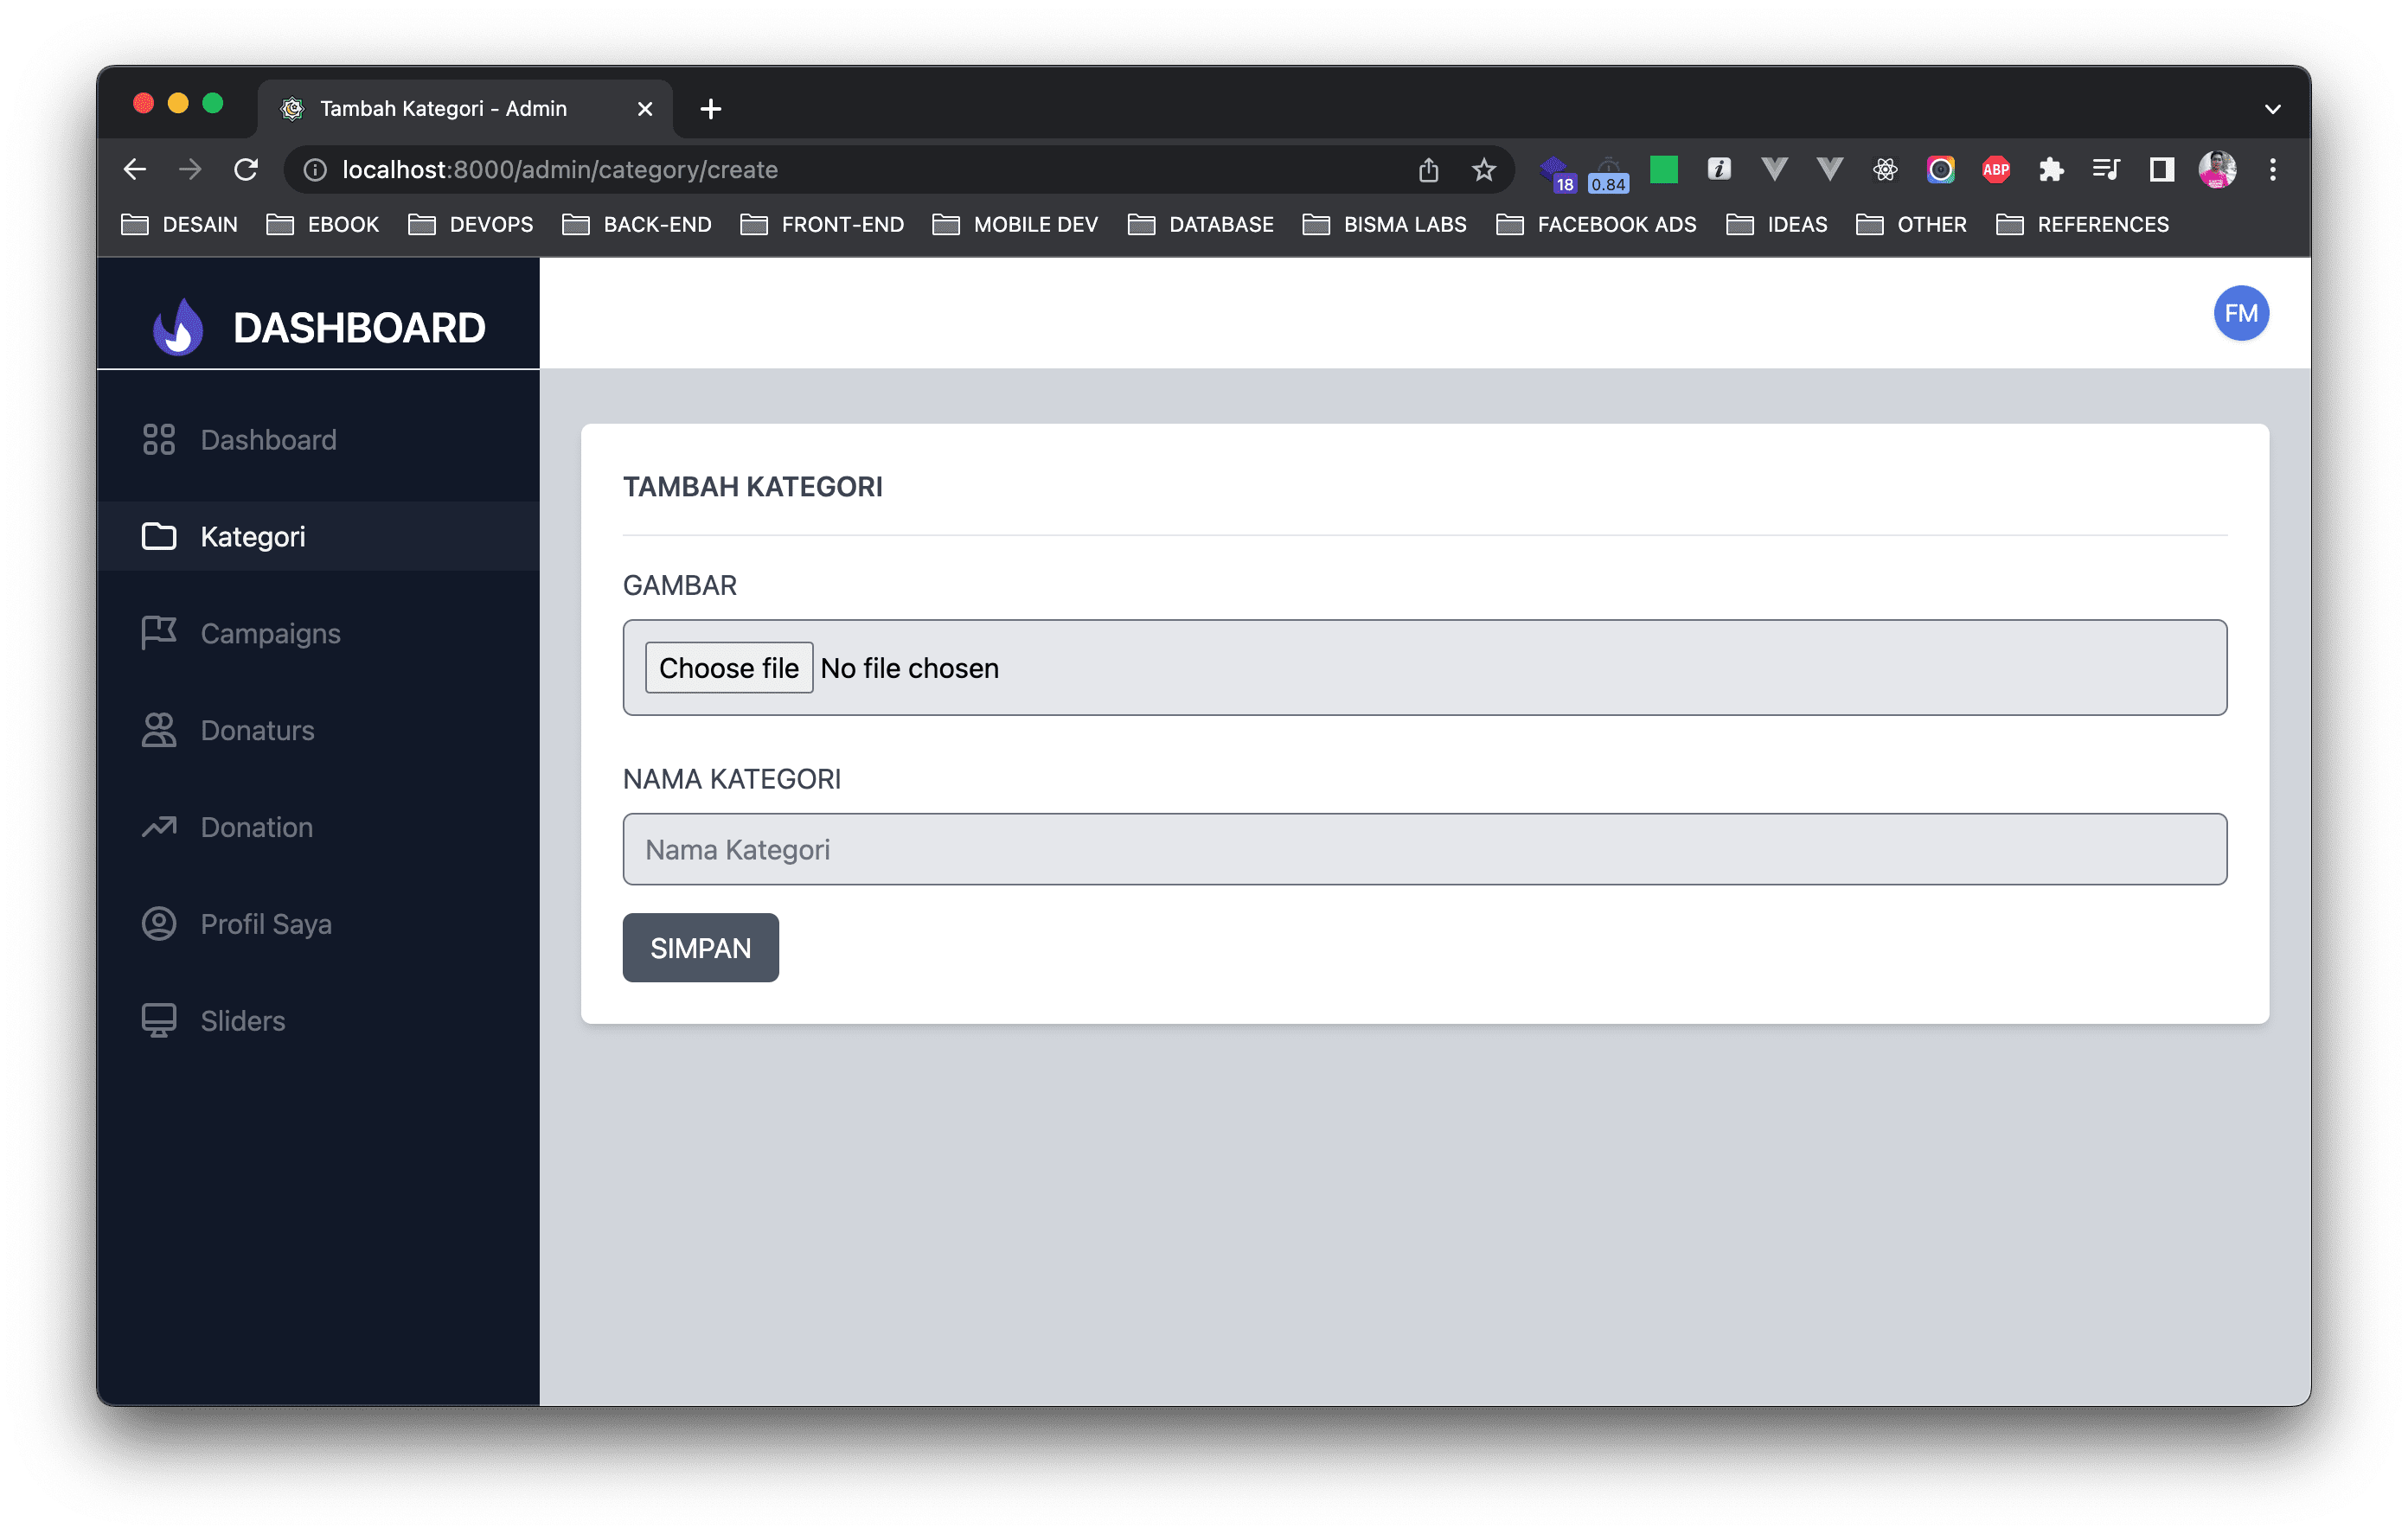 Tambah Kategori - Admin
localhost:8000/admin/category/create
18
0.84
i
ABP
DESAIN EBOOK DEVOPS BACK-END FRONT-END MOBILE DEV DATABASE BISMA LABS FACEBOOK ADS IDEAS OTHER REFERENCES
DASHBOARD
FM
Dashboard
Kategori
Campaigns
Donaturs
Donation
Profil Saya
Sliders
TAMBAH KATEGORI
GAMBAR
Choose file No file chosen
NAMA KATEGORI
Nama Kategori
SIMPAN